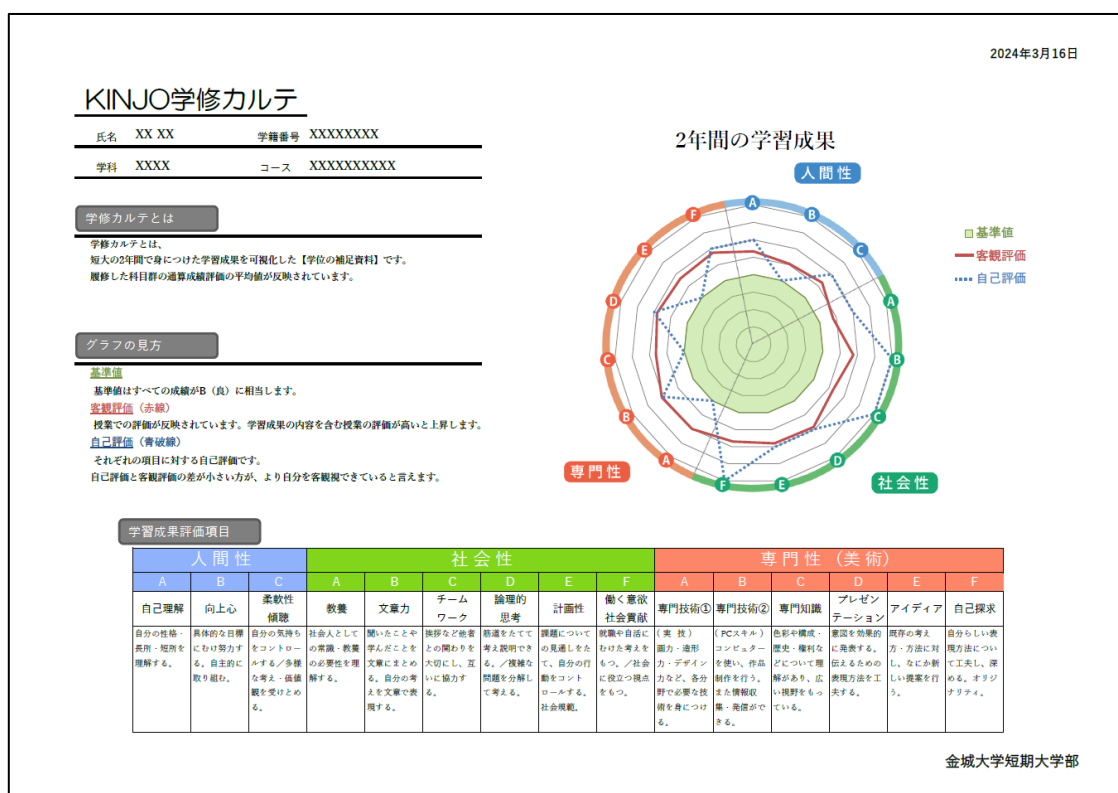 2024年3月16日
KINJO学修カルテ
氏名 XX XX 学籍番号 XXXXXXXX
学科 XXXX コース XXXXXXXXXX
学修カルテとは
学修カルテとは、
短大の2年間で身につけた学習成果を可視化した【学位の補足資料】です。
履修した科目群の通算成績評価の平均値が反映されています。
グラフの見方
基準値
基準値はすべての成績がB（良）に相当します。
客観評価（赤線）
授業での評価が反映されています。学習成果の内容を含む授業の評価が高いと上昇します。
自己評価（青破線）
それぞれの項目に対する自己評価です。
自己評価と客観評価の差が小さい方が、より自分を客観視できていると言えます。
2年間の学習成果
人間性
A
B
C
A
B
C
D
E
F
A
B
C
D
E
F
社会性
専門性
基準値
客観評価
自己評価
学習成果評価項目
人間性 社会性 専門性（美術）
A B C A B C D E F A B C D E F
自己理解
向上心
柔軟性
傾聴
教養
文章力
チーム
ワーク
論理的
思考
計画性
働く意欲
社会貢献
専門技術①
専門技術②
専門知識
プレゼン
テーション
アイディア
自己探求
自分の性格・
長所・短所を
理解する。
具体的な目標
にむけ努力す
る。自主的に
取り組む。
自分の気持ち
をコントロー
ルする／多様
な考え・価値
観を受けとめ
る。
社会人として
の常識・教養
の必要性を理
解する。
聞いたことや
学んだことを
文章にまとめ
る。自分の考
えを文章で表
現する。
挨拶など他者
との関わりを
大切にし、互
いに協力す
る。
筋道をたてて
考え説明でき
る。／複雑な
問題を分解し
て考える。
課題について
の見通しをた
て、自分の行
動をコント
ロールする。
社会規範。
就職や自活に
むけた考えを
もつ。／社会
に役立つ視点
をもつ。
（実技）
画力・造形
力・デザイン
力など、各分
野で必要な技
術を身につけ
る。
（PCスキル）
コンピュター
を使い、作品
制作を行う。
また情報収
集・発信がで
きる。
色彩や構成・
歴史・権利な
どについて理
解があり、広
い視野をもっ
ている。
意図を効果的
に発表する。
伝えるための
表現方法を工
夫する。
既存の考え
方・方法に対
し、なにか新
しい提案を行
う。
自分らしい表
現方法につい
て工夫し、深
める。オリジ
ナリティ。
金城大学短期大学部